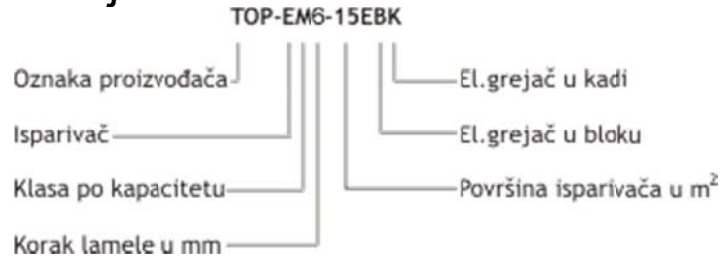 TOP-EM6-15EBK
Oznaka proizvođača
El.grejač u kadi
Isparivač
El.grejač u bloku
Klasa po kapacitetu
Površina isparivača u m²
Korak lamele u mm